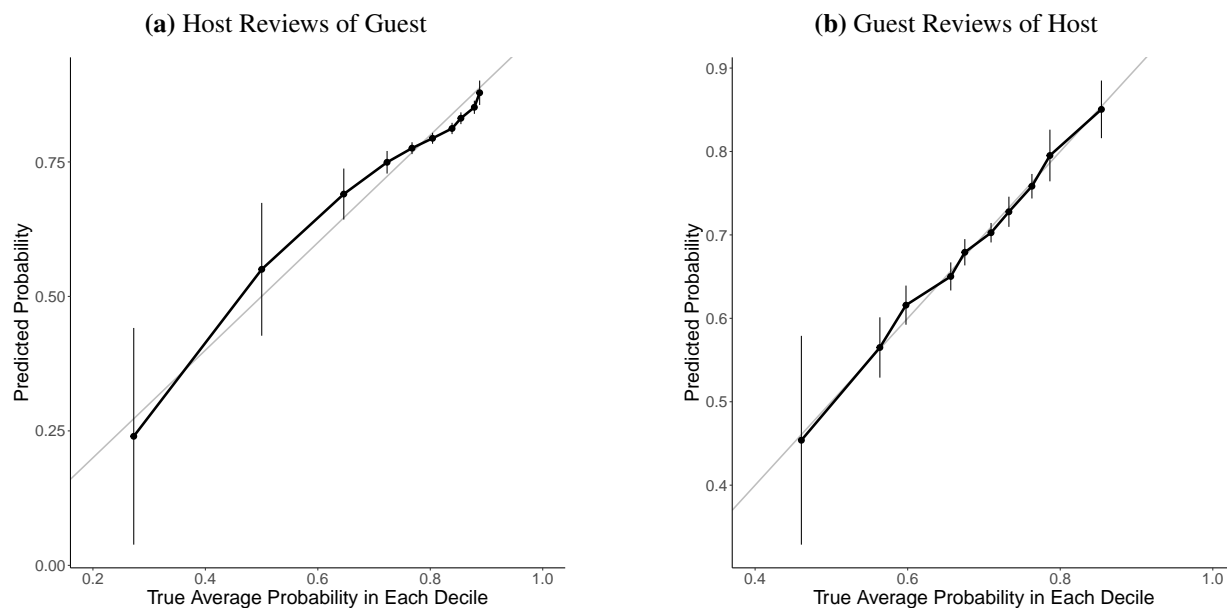 (a) Host Reviews of Guest
Predicted Probability
0.75
0.50
0.25
0.00
0.2 0.4 0.6 0.8 1.0
True Average Probability in Each Decile
(b) Guest Reviews of Host
Predicted Probability
0.9
0.8
0.7
0.6
0.5
0.4
0.4 0.6 0.8 1.0
True Average Probability in Each Decile